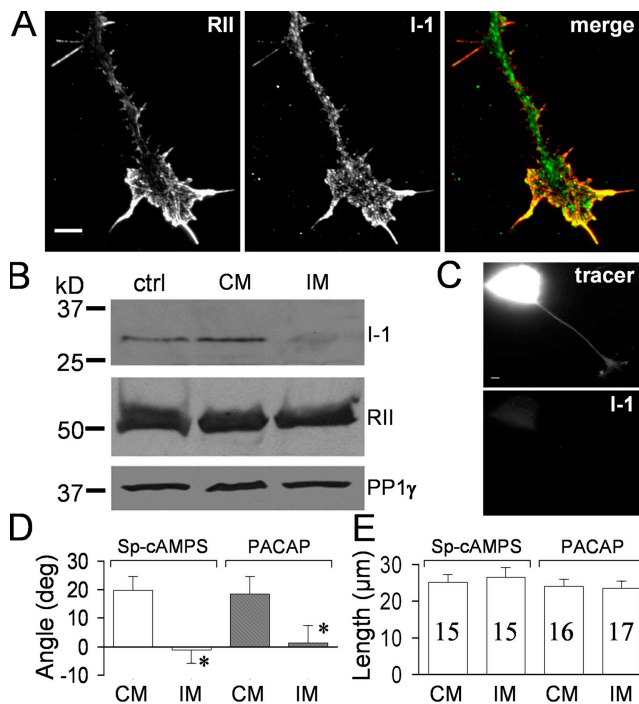 A
RII
I-1
merge
B
kD
ctrl
CM
IM
37
25
I-1
50
RII
37
PP1γ
C
tracer
I-1
D
Sp-cAMPS
PACAP
Angle (deg)
30
20
10
0
-10
*
*
CM
IM
CM
IM
E
Sp-cAMPS
PACAP
Length (μm)
40
30
20
10
0
15
15
16
17
CM
IM
CM
IM